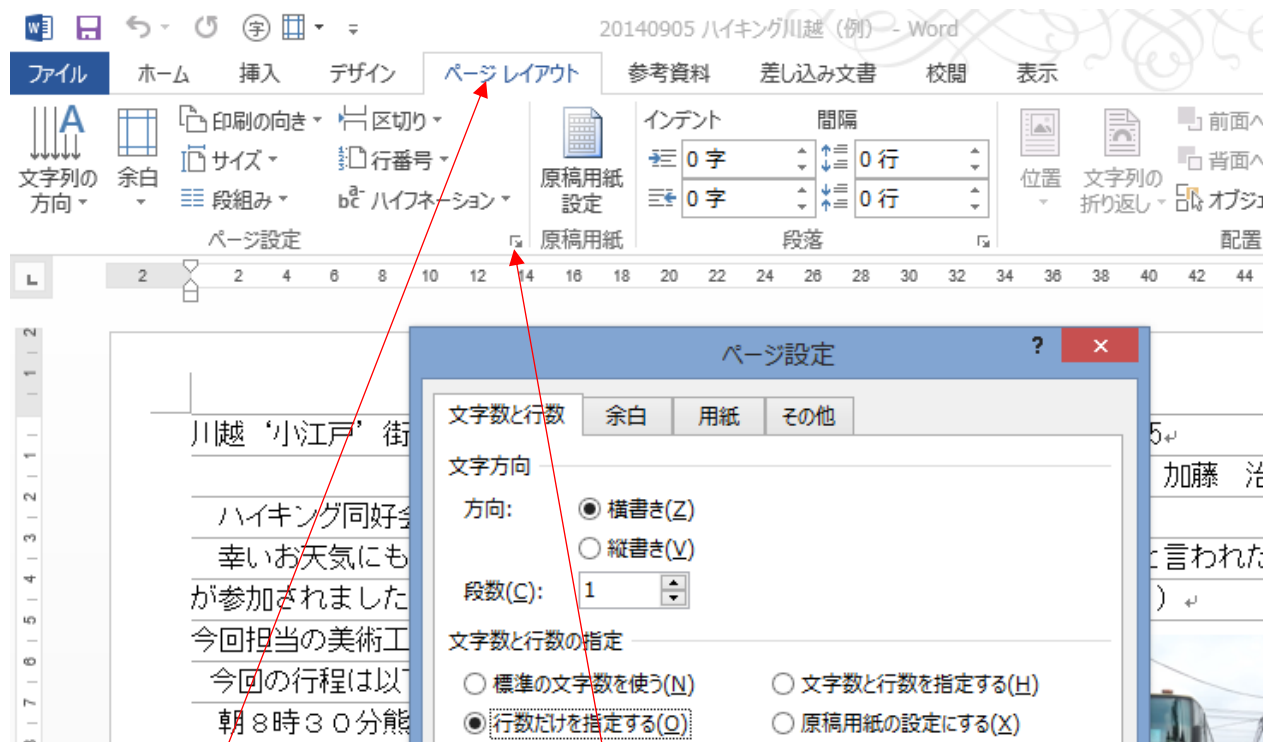 20140905 ハイキング川越（例） - Word
ファイル ホーム 挿入 デザイン ページ レイアウト 参考資料 差し込み文書 校閲 表示
文字列の方向 余白 印刷の向き 区切り 原稿用紙設定 インデント 間隔 位置 文字列の折り返し 前面へ
サイズ 行番号 0 字 0 行 背面へ
段組み ハイフネーション 0 字 0 行 オブジェ
ページ設定 原稿用紙 段落 配置
2 2 4 6 8 10 12 14 16 18 20 22 24 26 28 30 32 34 36 38 40 42 44
ページ設定
文字数と行数 余白 用紙 その他
川越‘小江戸’街 5
文字方向
加藤 治
方向: 横書き(Z)
ハイキング同好会
縦書き(V)
幸いお天気にも と言われた
段数(C): 1
が参加されました ）
今回担当の美術工
文字数と行数の指定
今回の行程は以下
標準の文字数を使う(N) 文字数と行数を指定する(H)
朝８時３０分熊
行数だけを指定する(O) 原稿用紙の設定にする(X)
2 1 1 2 3 4 5 6 7